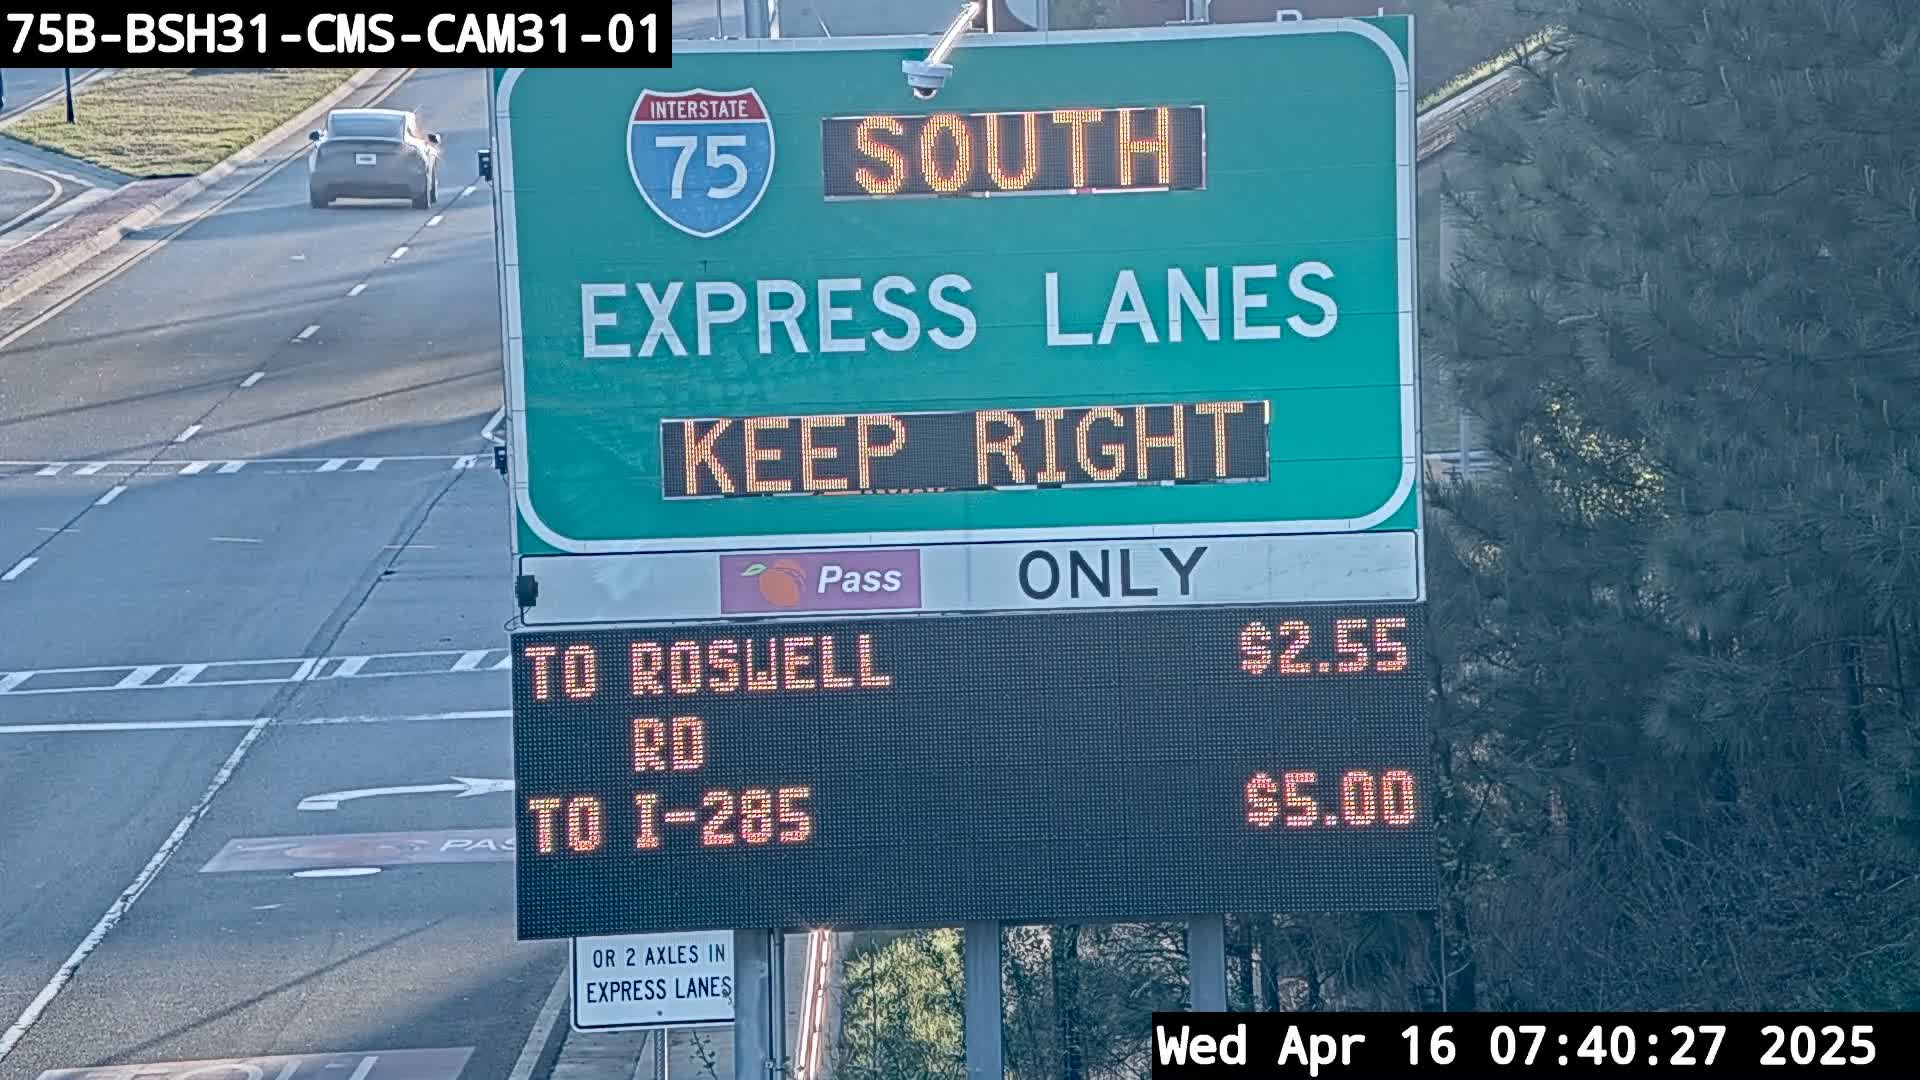 75B-BSH31-CMS-CAM31-01
INTERSTATE
75
SOUTH
EXPRESS LANES
KEEP RIGHT
Pass ONLY
TO ROSWELL $2.55
RD
TO I-285 $5.00
PASS
OR 2 AXLES IN
EXPRESS LANES
Wed Apr 16 07:40:27 2025